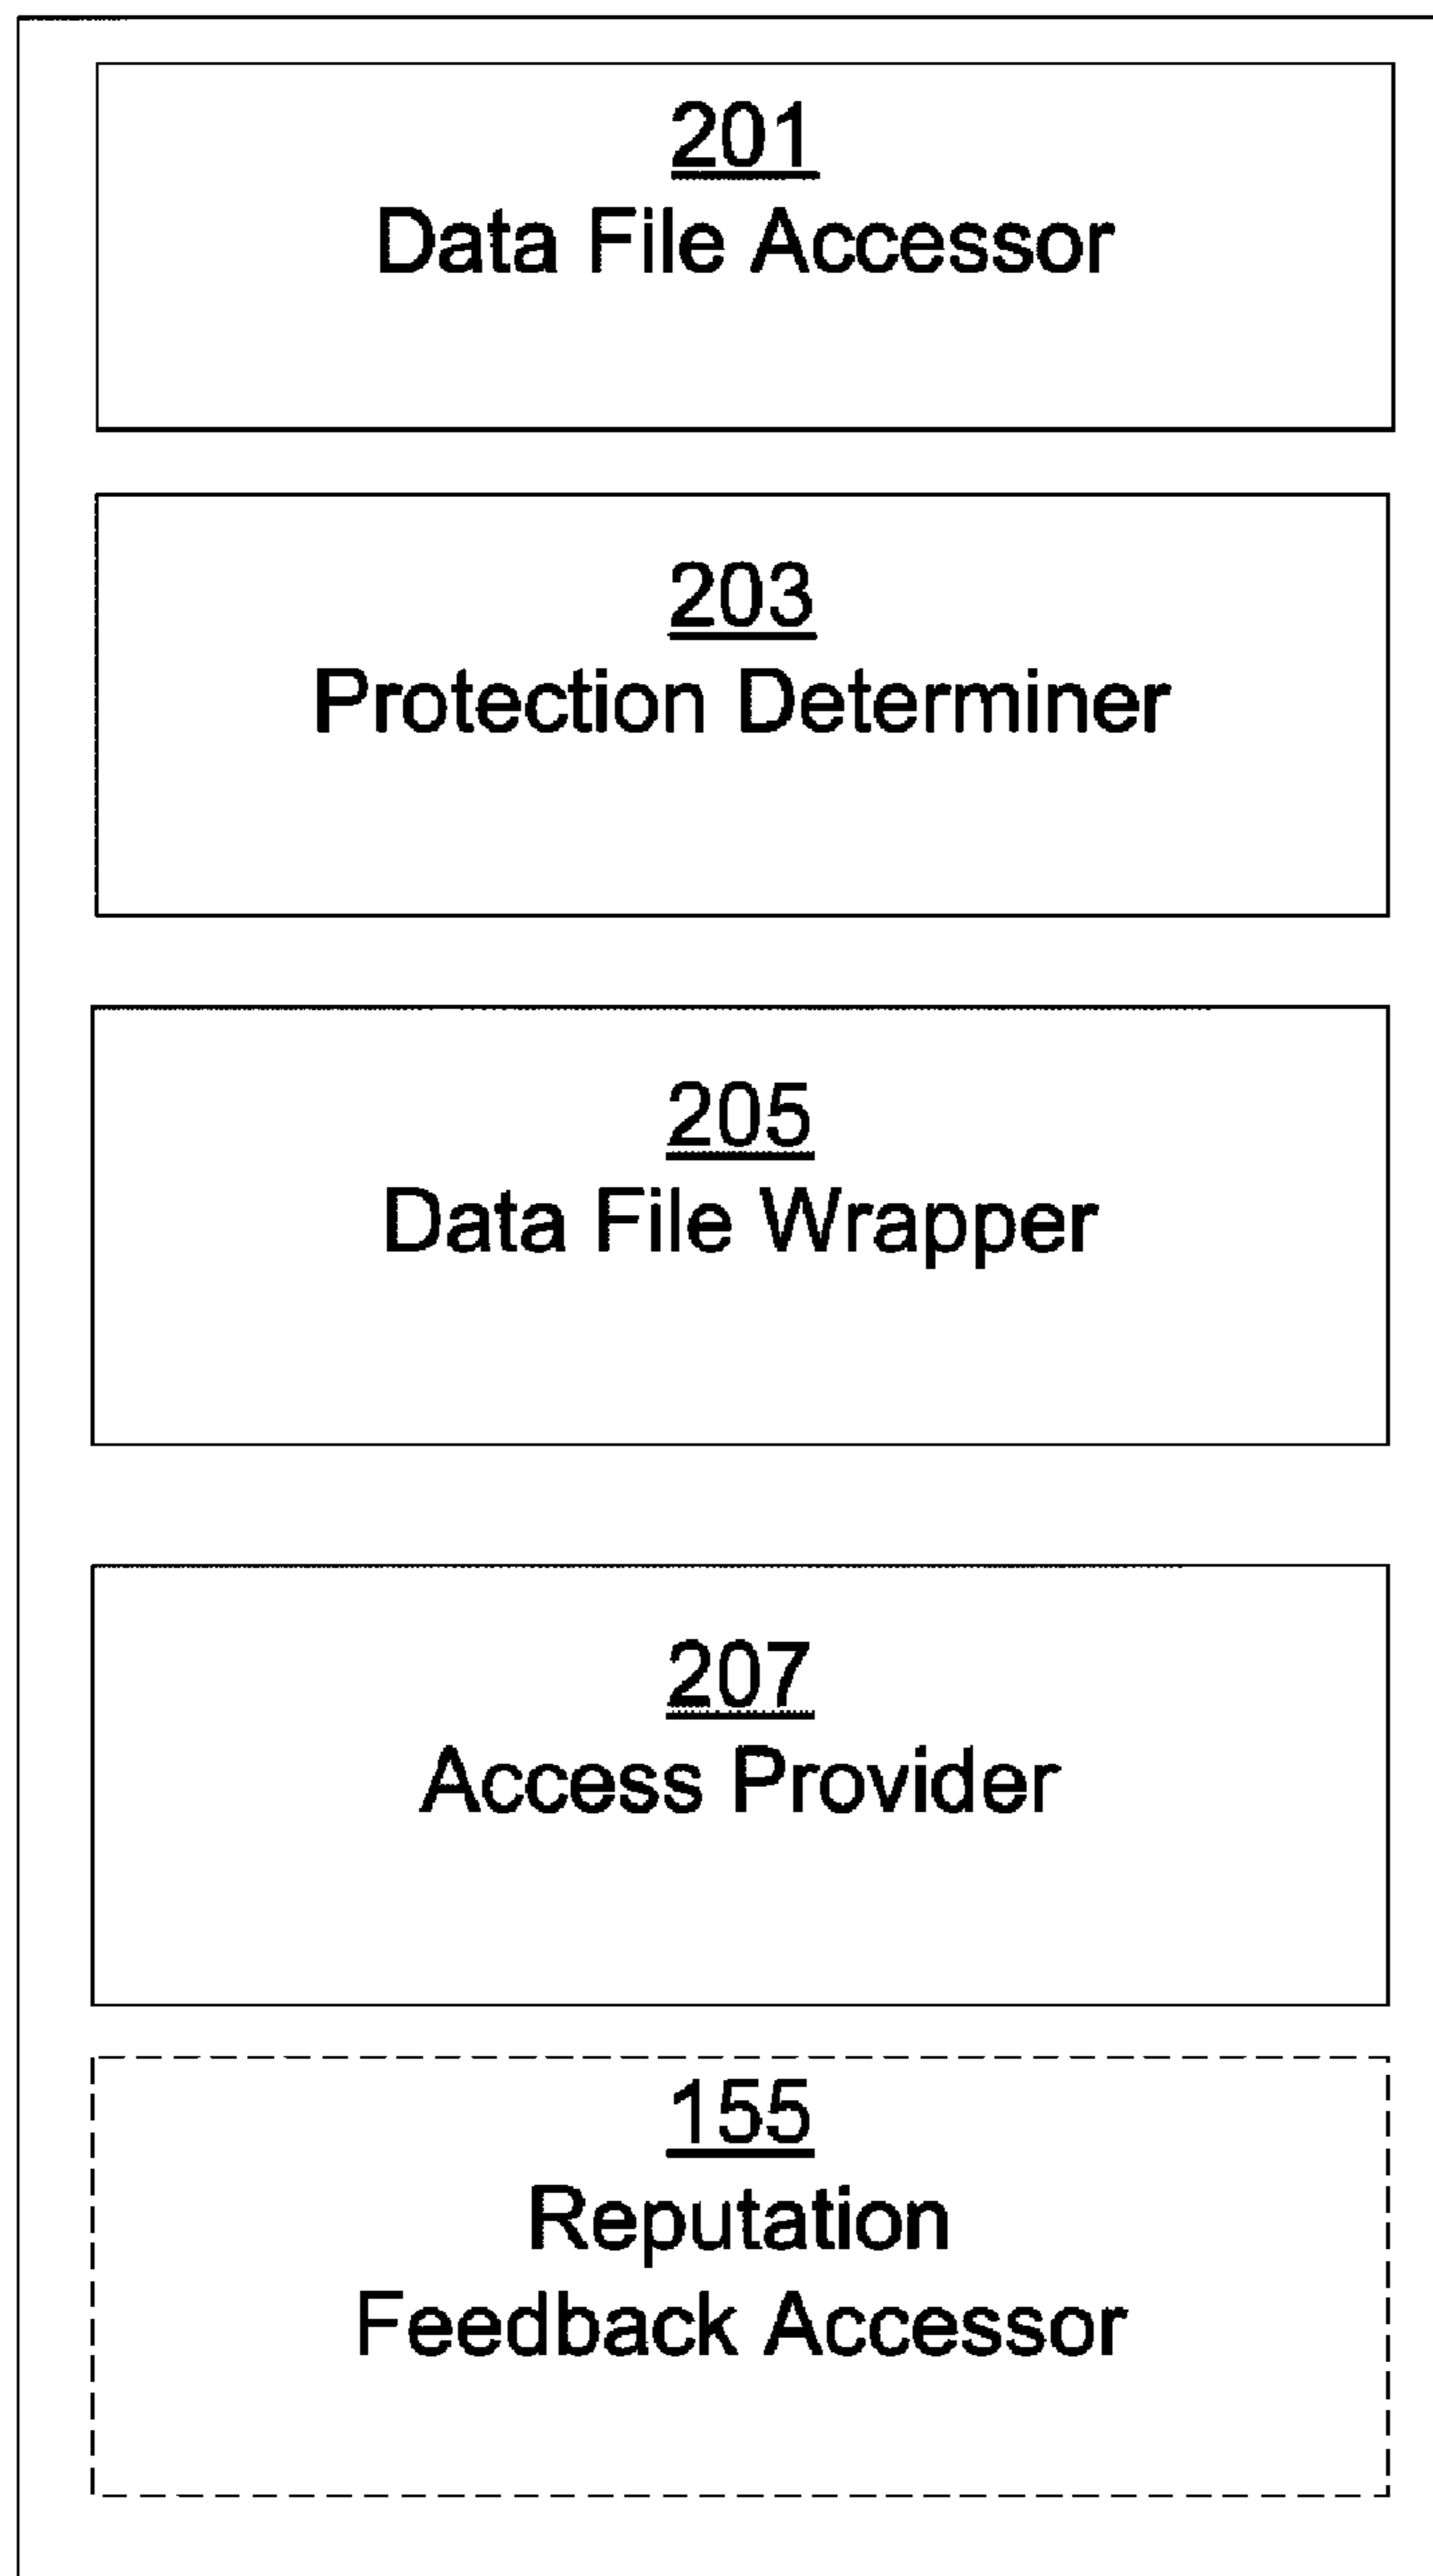 201
Data File Accessor
203
Protection Determiner
205
Data File Wrapper
207
Access Provider
155
Reputation
Feedback Accessor